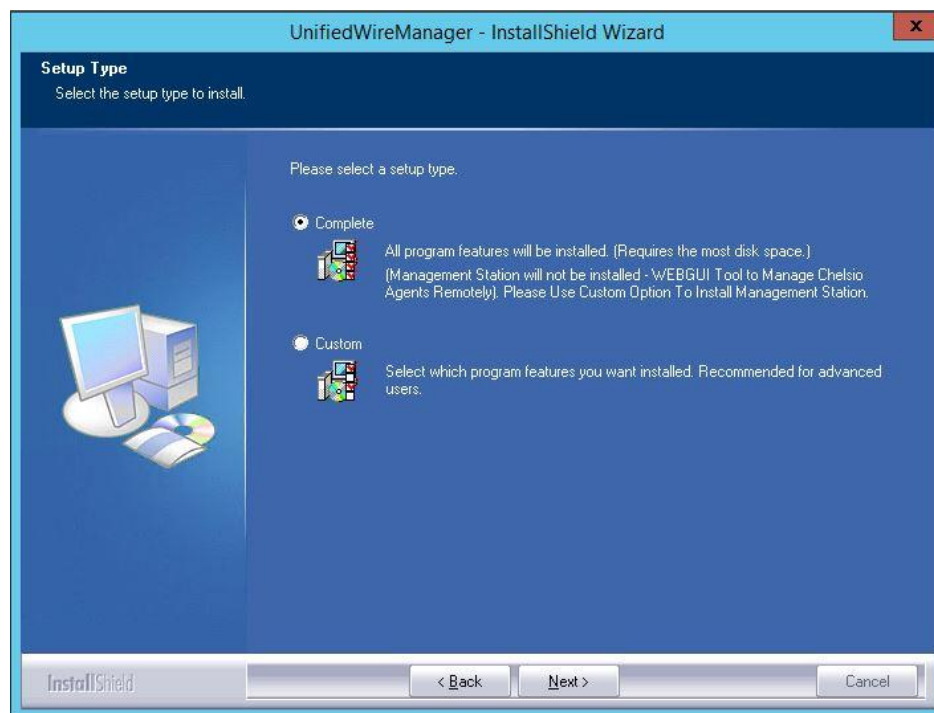 UnifiedWireManager - InstallShield Wizard
x
Setup Type
Select the setup type to install.
Please select a setup type.
Complete
All program features will be installed. (Requires the most disk space.)
(Management Station will not be installed - WEBGUI Tool to Manage Chelsio
Agents Remotely). Please Use Custom Option To Install Management Station.
Custom
Select which program features you want installed. Recommended for advanced
users.
InstallShield
< Back
Next >
Cancel